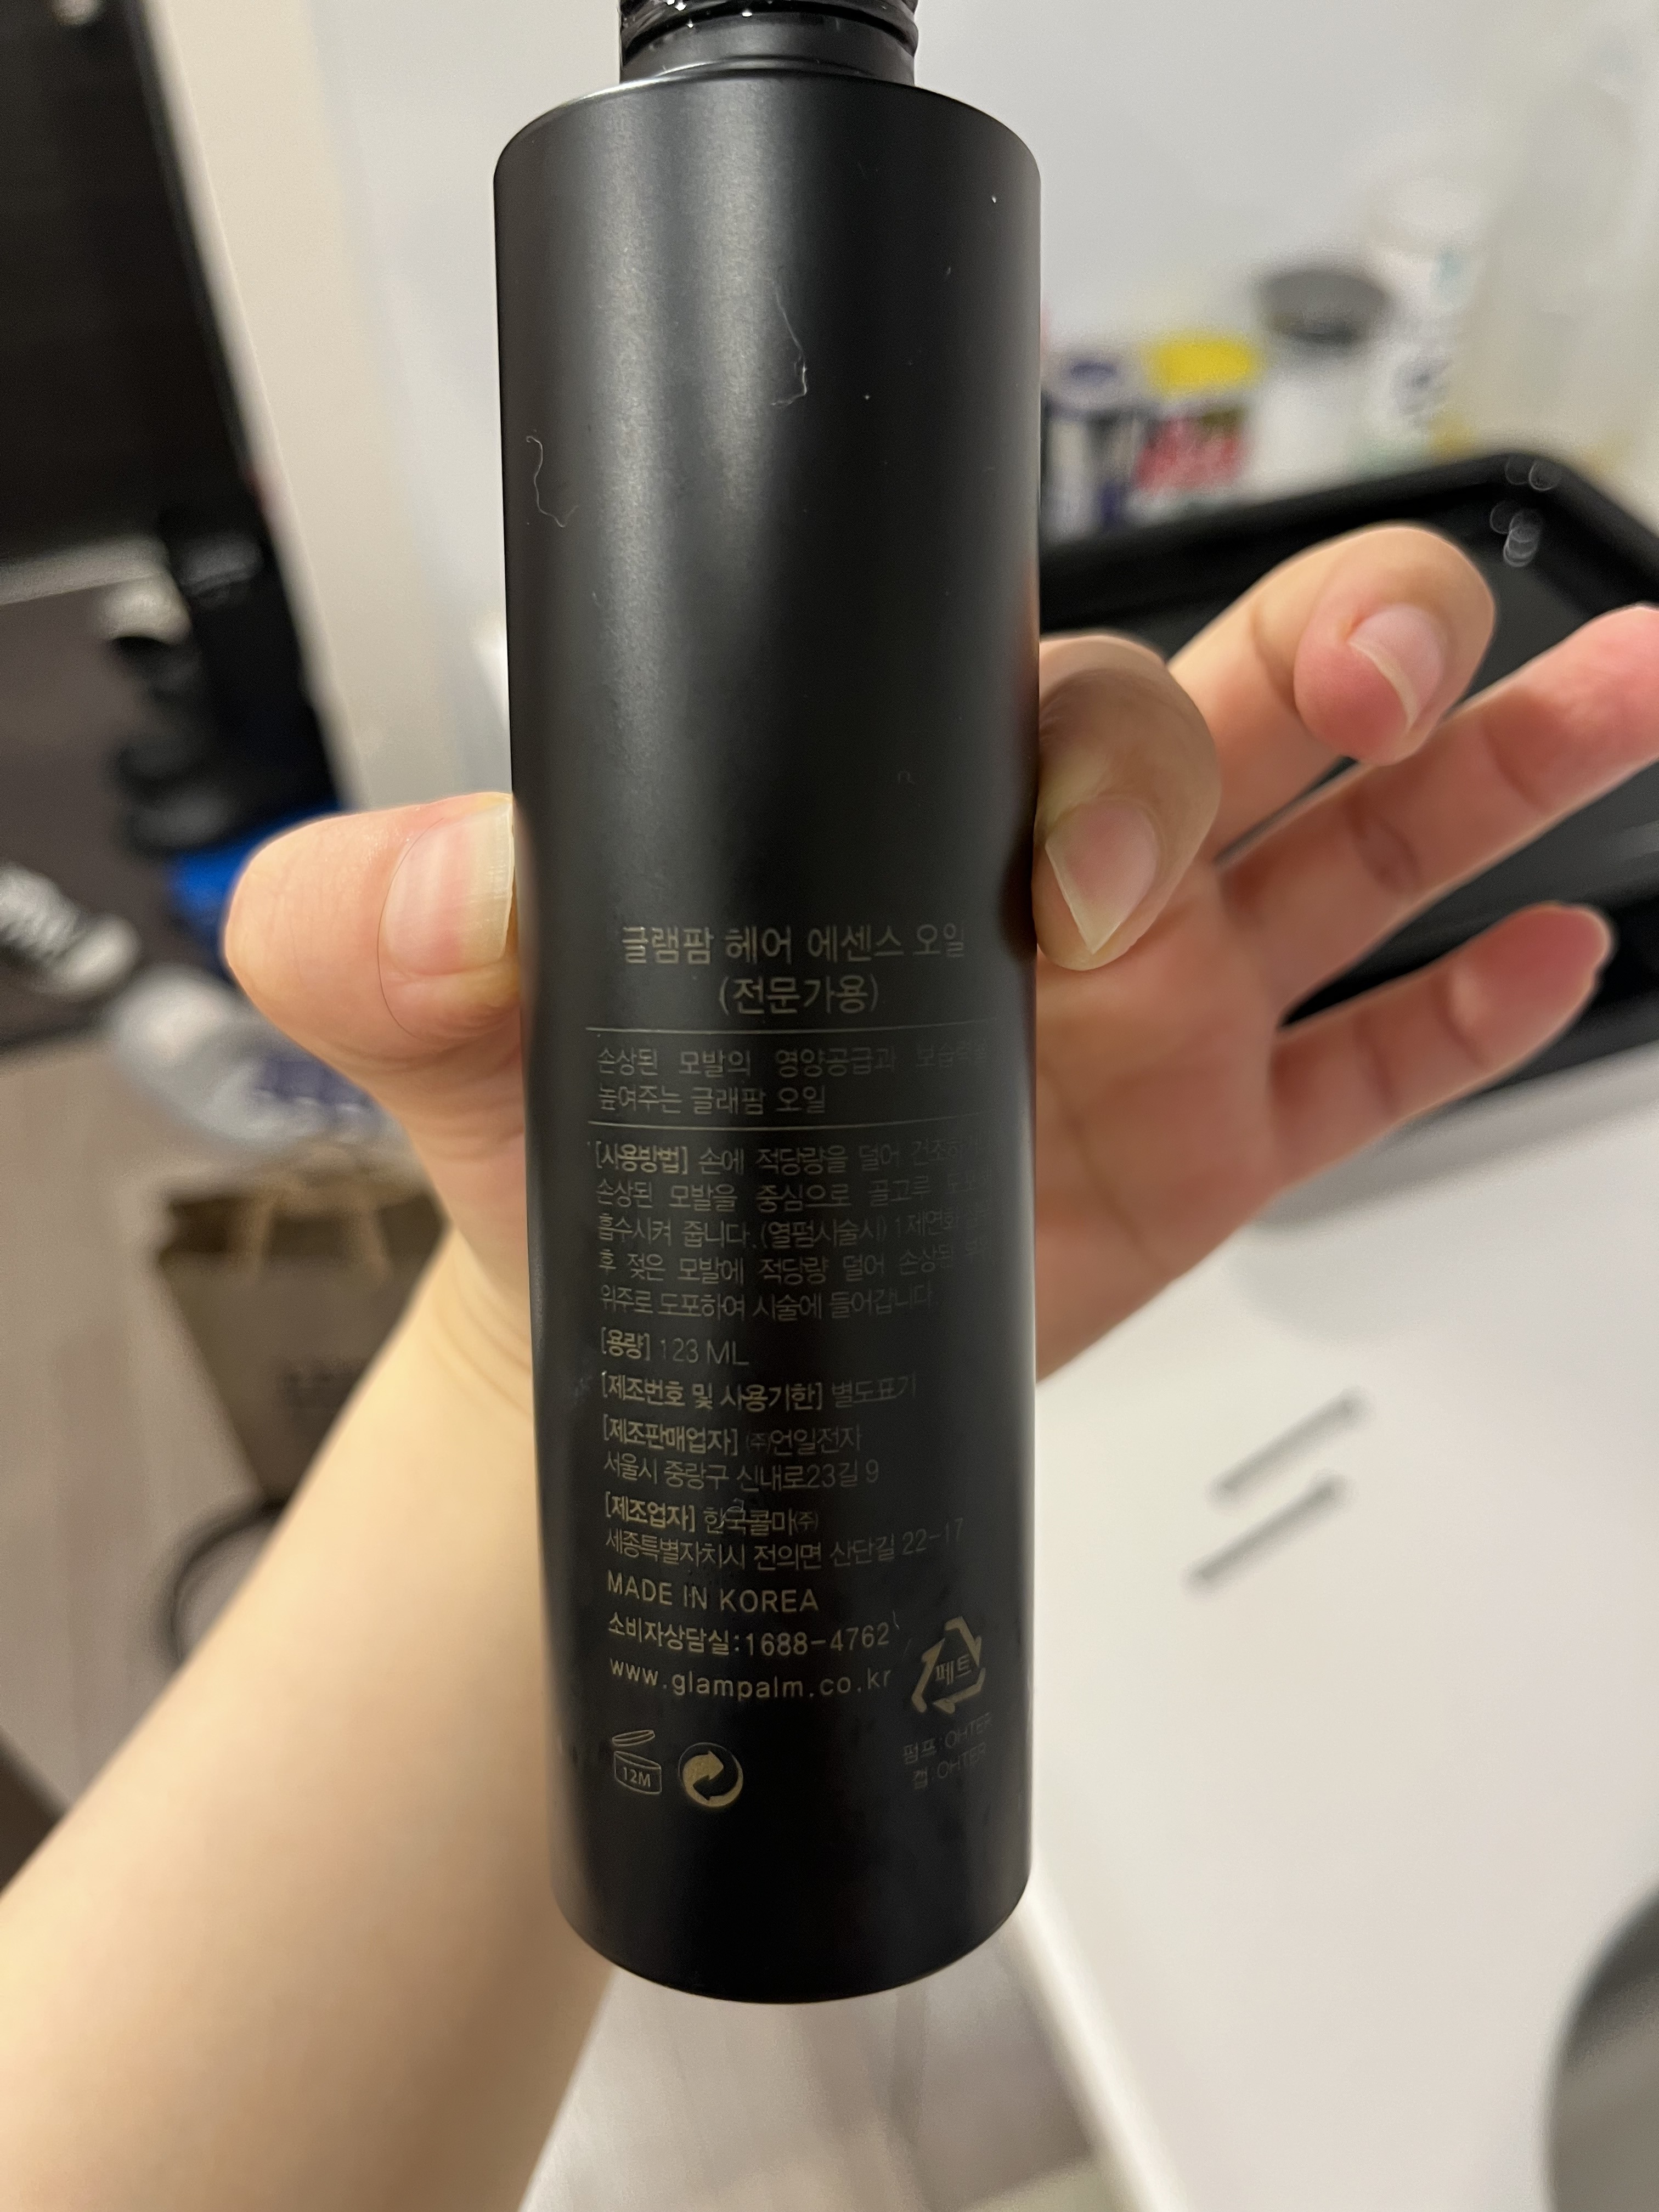 글램팜 헤어 에센스 오일
(전문가용)
손상된 모발의 영양공급과 보습력을
높여주는 글래팜 오일
[사용방법] 손에 적당량을 덜어
손상된 모발을 중심으로 골고루
흡수시켜 줍니다.(열펌시술시) 1제연화
후 젖은 모발에 적당량 덜어 손상된
위주로 도포하여 시술에 들어갑니다.
[용량] 123 ML
[제조번호 및 사용기한] 별도표기
[제조판매업자] ㈜언일전자
서울시 중랑구 신내로23길 9
[제조업자] 한국콜마㈜
세종특별자치시 전의면 산단길 22-17
MADE IN KOREA
소비자상담실:1688-4762
www.glampalm.co.kr
페트
펌프:OHTER
캡:OHTER
12M